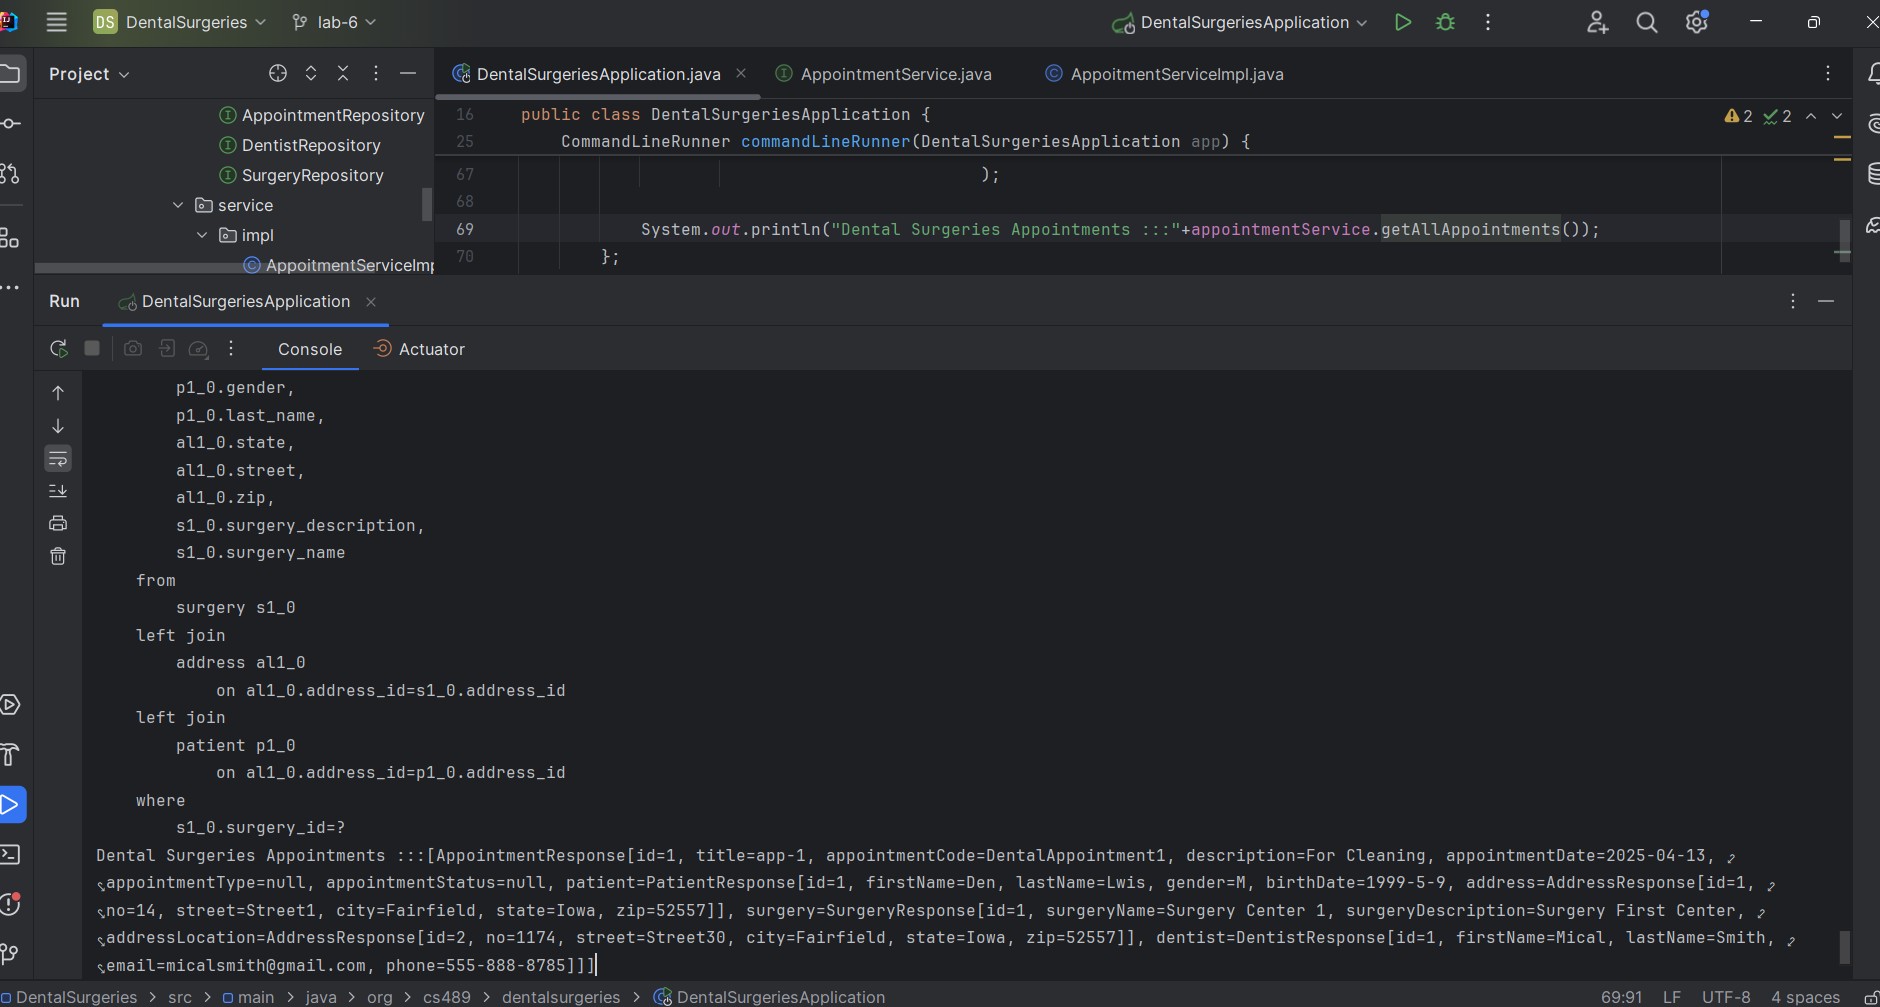 DS DentalSurgeries lab-6 DentalSurgeriesApplication
Project
AppointmentRepository
DentistRepository
SurgeryRepository
service
impl
AppoitmentServiceImp
DentalSurgeriesApplication.java AppointmentService.java AppoitmentServiceImpl.java
16 public class DentalSurgeriesApplication { 2 2
25 CommandLineRunner commandLineRunner(DentalSurgeriesApplication app) {
67 );
68
69 System.out.println("Dental Surgeries Appointments :::"+appointmentService.getAllAppointments());
70 };
Run DentalSurgeriesApplication
Console Actuator
p1_0.gender,
p1_0.last_name,
al1_0.state,
al1_0.street,
al1_0.zip,
s1_0.surgery_description,
s1_0.surgery_name
from
surgery s1_0
left join
address al1_0
on al1_0.address_id=s1_0.address_id
left join
patient p1_0
on al1_0.address_id=p1_0.address_id
where
s1_0.surgery_id=?
Dental Surgeries Appointments :::[AppointmentResponse[id=1, title=app-1, appointmentCode=DentalAppointment1, description=For Cleaning, appointmentDate=2025-04-13,
appointmentType=null, appointmentStatus=null, patient=PatientResponse[id=1, firstName=Den, lastName=Lwis, gender=M, birthDate=1999-5-9, address=AddressResponse[id=1,
no=14, street=Street1, city=Fairfield, state=Iowa, zip=52557]], surgery=SurgeryResponse[id=1, surgeryName=Surgery Center 1, surgeryDescription=Surgery First Center,
addressLocation=AddressResponse[id=2, no=1174, street=Street30, city=Fairfield, state=Iowa, zip=52557]], dentist=DentistResponse[id=1, firstName=Mical, lastName=Smith,
email=micalsmith@gmail.com, phone=555-888-8785]]]
DentalSurgeries > src > main > java > org > cs489 > dentalsurgeries > DentalSurgeriesApplication 69:91 LF UTF-8 4 spaces